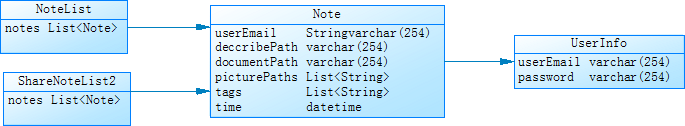 NoteList
notes List<Note>
ShareNoteList2
notes List<Note>
Note
userEmail Stringvarchar(254)
deccribePath varchar(254)
documentPath varchar(254)
picturePaths List<String>
tags List<String>
time datetime
UserInfo
userEmail varchar(254)
password varchar(254)